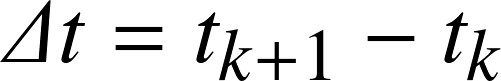 Δt = t_{k+1} − t_k